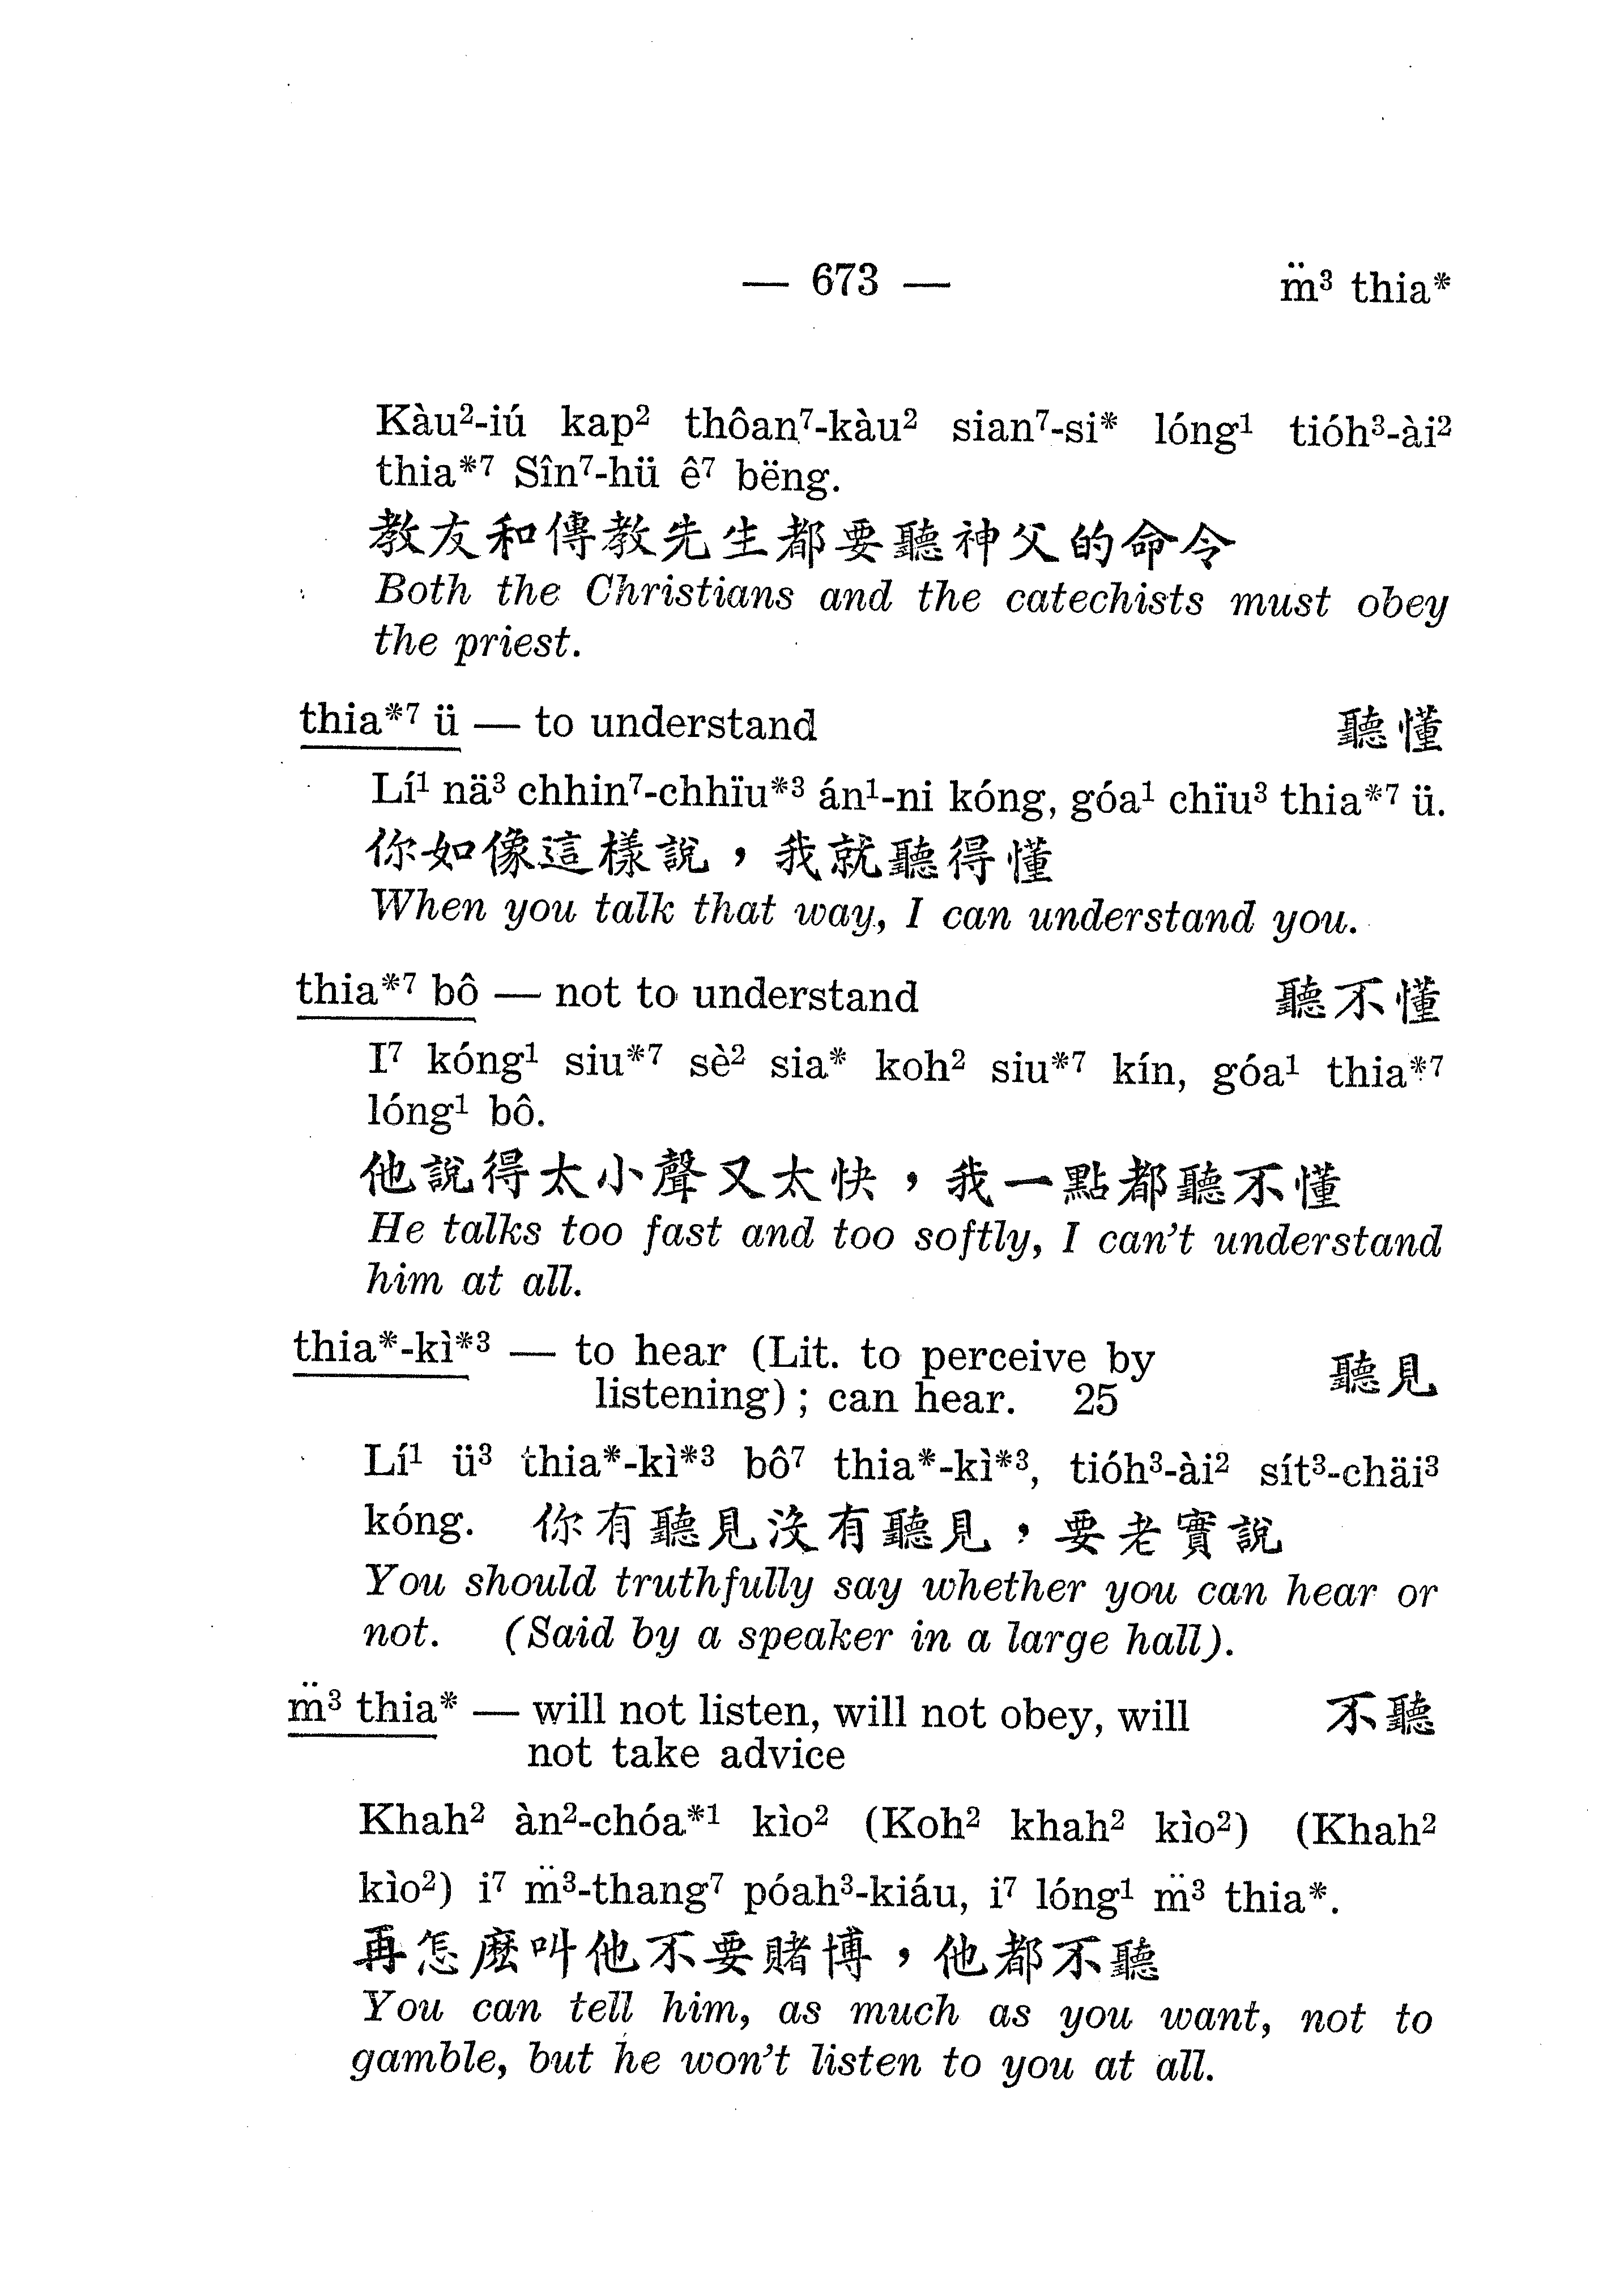 — 673 —
m̈³ thia*
Kàu²-iú kap² thôan⁷-kàu² sian⁷-si* lóng¹ tióh³-ài²
thia*⁷ Sîn⁷-hü ê⁷ bëng.
教友和傳教先生都要聽神父的命令
Both the Christians and the catechists must obey
the priest.
thia*⁷ ü — to understand 聽懂
Lí¹ nä³ chhin⁷-chhïu*³ án¹-ni kóng, góa¹ chïu³ thia*⁷ ü.
你如像這樣說，我就聽得懂
When you talk that way, I can understand you.
thia*⁷ bô — not to understand 聽不懂
I⁷ kóng¹ siu*⁷ sè² sia* koh² siu*⁷ kín, góa¹ thia*⁷
lóng¹ bô.
他說得太小聲又太快，我一點都聽不懂
He talks too fast and too softly, I can't understand
him at all.
thia*-kì*³ — to hear (Lit. to perceive by 聽見
listening); can hear. 25
Lí¹ ü³ thia*-kì*³ bô⁷ thia*-kì*³, tióh³-ài² sít³-chäi³
kóng. 你有聽見沒有聽見，要老實說
You should truthfully say whether you can hear or
not. (Said by a speaker in a large hall).
m̈³ thia* — will not listen, will not obey, will 不聽
not take advice
Khah² àn²-chóa*¹ kìo² (Koh² khah² kìo²) (Khah²
kìo²) i⁷ m̈³-thang⁷ póah³-kiáu, i⁷ lóng¹ m̈³ thia*.
再怎麼叫他不要賭博，他都不聽
You can tell him, as much as you want, not to
gamble, but he won't listen to you at all.